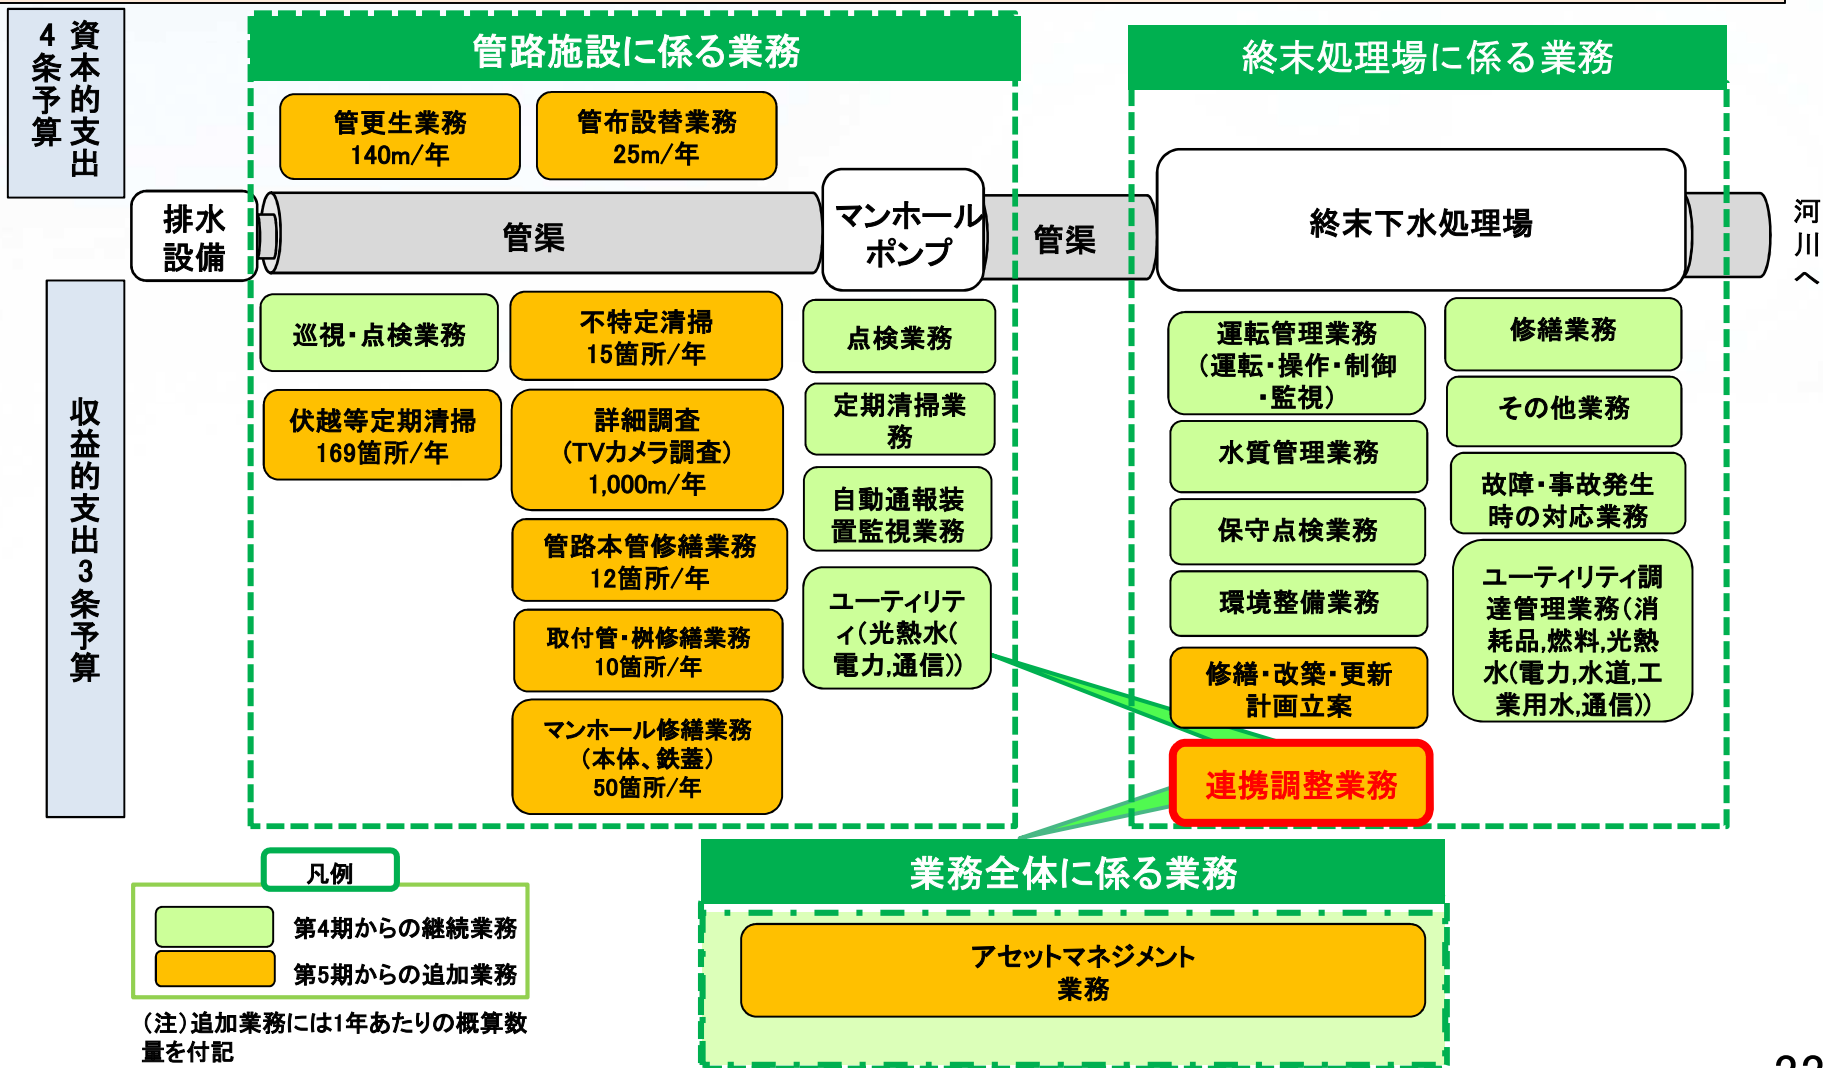 資本的支出
4条予算
管路施設に係る業務
終末処理場に係る業務
管更生業務
140m/年
管布設替業務
25m/年
排水
設備
管渠
マンホール
ポンプ
管渠
終末下水処理場
河川へ
収益的支出3条予算
巡視・点検業務
伏越等定期清掃
169箇所/年
不特定清掃
15箇所/年
詳細調査
(TVカメラ調査)
1,000m/年
管路本管修繕業務
12箇所/年
取付管・桝修繕業務
10箇所/年
マンホール修繕業務
(本体、鉄蓋)
50箇所/年
点検業務
定期清掃業
務
自動通報装
置監視業務
ユーティリテ
ィ(光熱水(
電力,通信))
運転管理業務
(運転・操作・制御
・監視)
水質管理業務
保守点検業務
環境整備業務
修繕・改築・更新
計画立案
連携調整業務
修繕業務
その他業務
故障・事故発生
時の対応業務
ユーティリティ調
達管理業務(消
耗品,燃料,光熱
水(電力,水道,工
業用水,通信))
業務全体に係る業務
アセットマネジメント
業務
凡例
第4期からの継続業務
第5期からの追加業務
(注)追加業務には1年あたりの概算数
量を付記